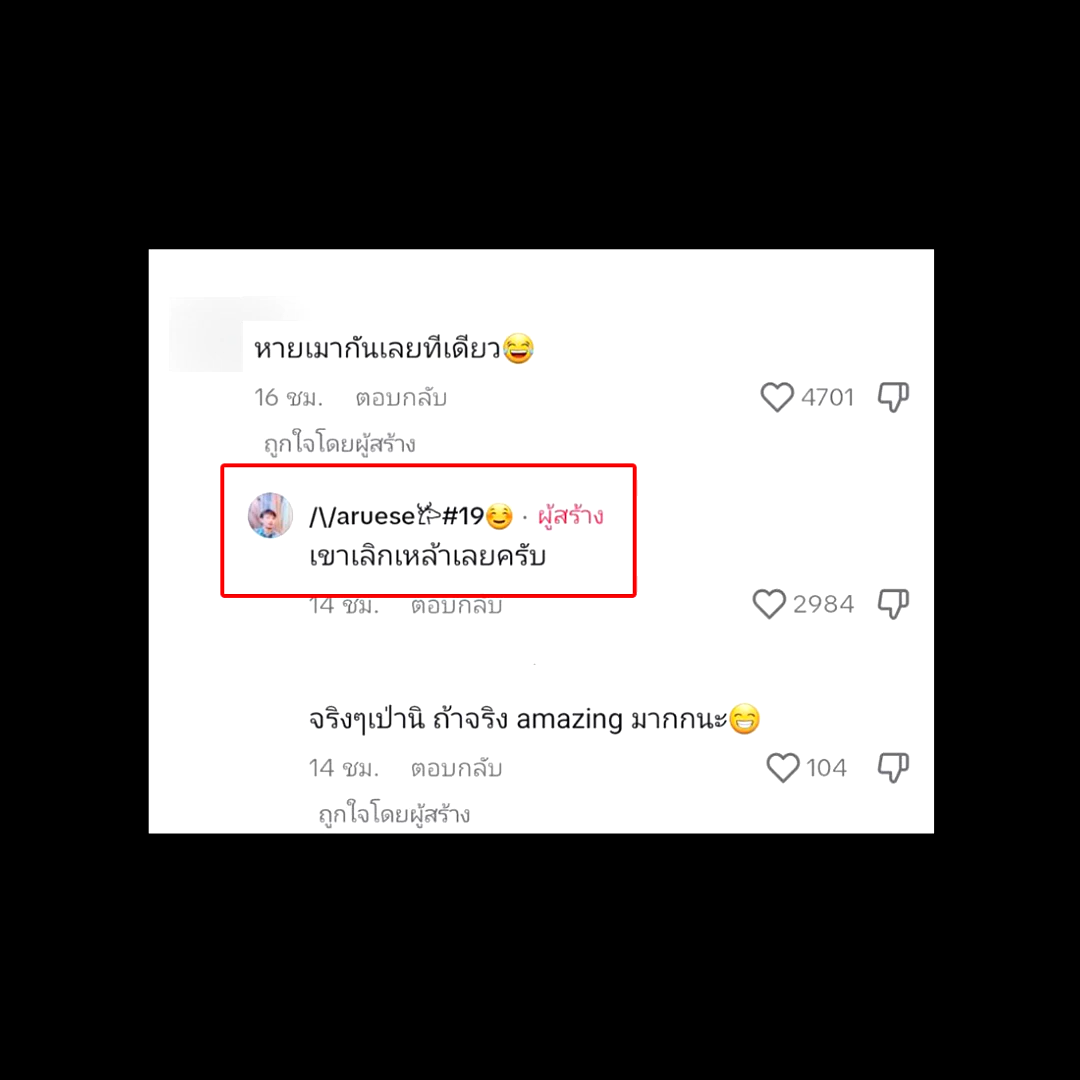 หายเมากันเลยทีเดียว😂
16 ชม. ตอบกลับ 4701
ถูกใจโดยผู้สร้าง
/\/aruese🐉#19☺️ · ผู้สร้าง
เขาเลิกเหล้าเลยครับ
14 ชม. ตอบกลับ 2984
จริงๆเป่านิ ถ้าจริง amazing มากกนะ😁
14 ชม. ตอบกลับ 104
ถูกใจโดยผู้สร้าง